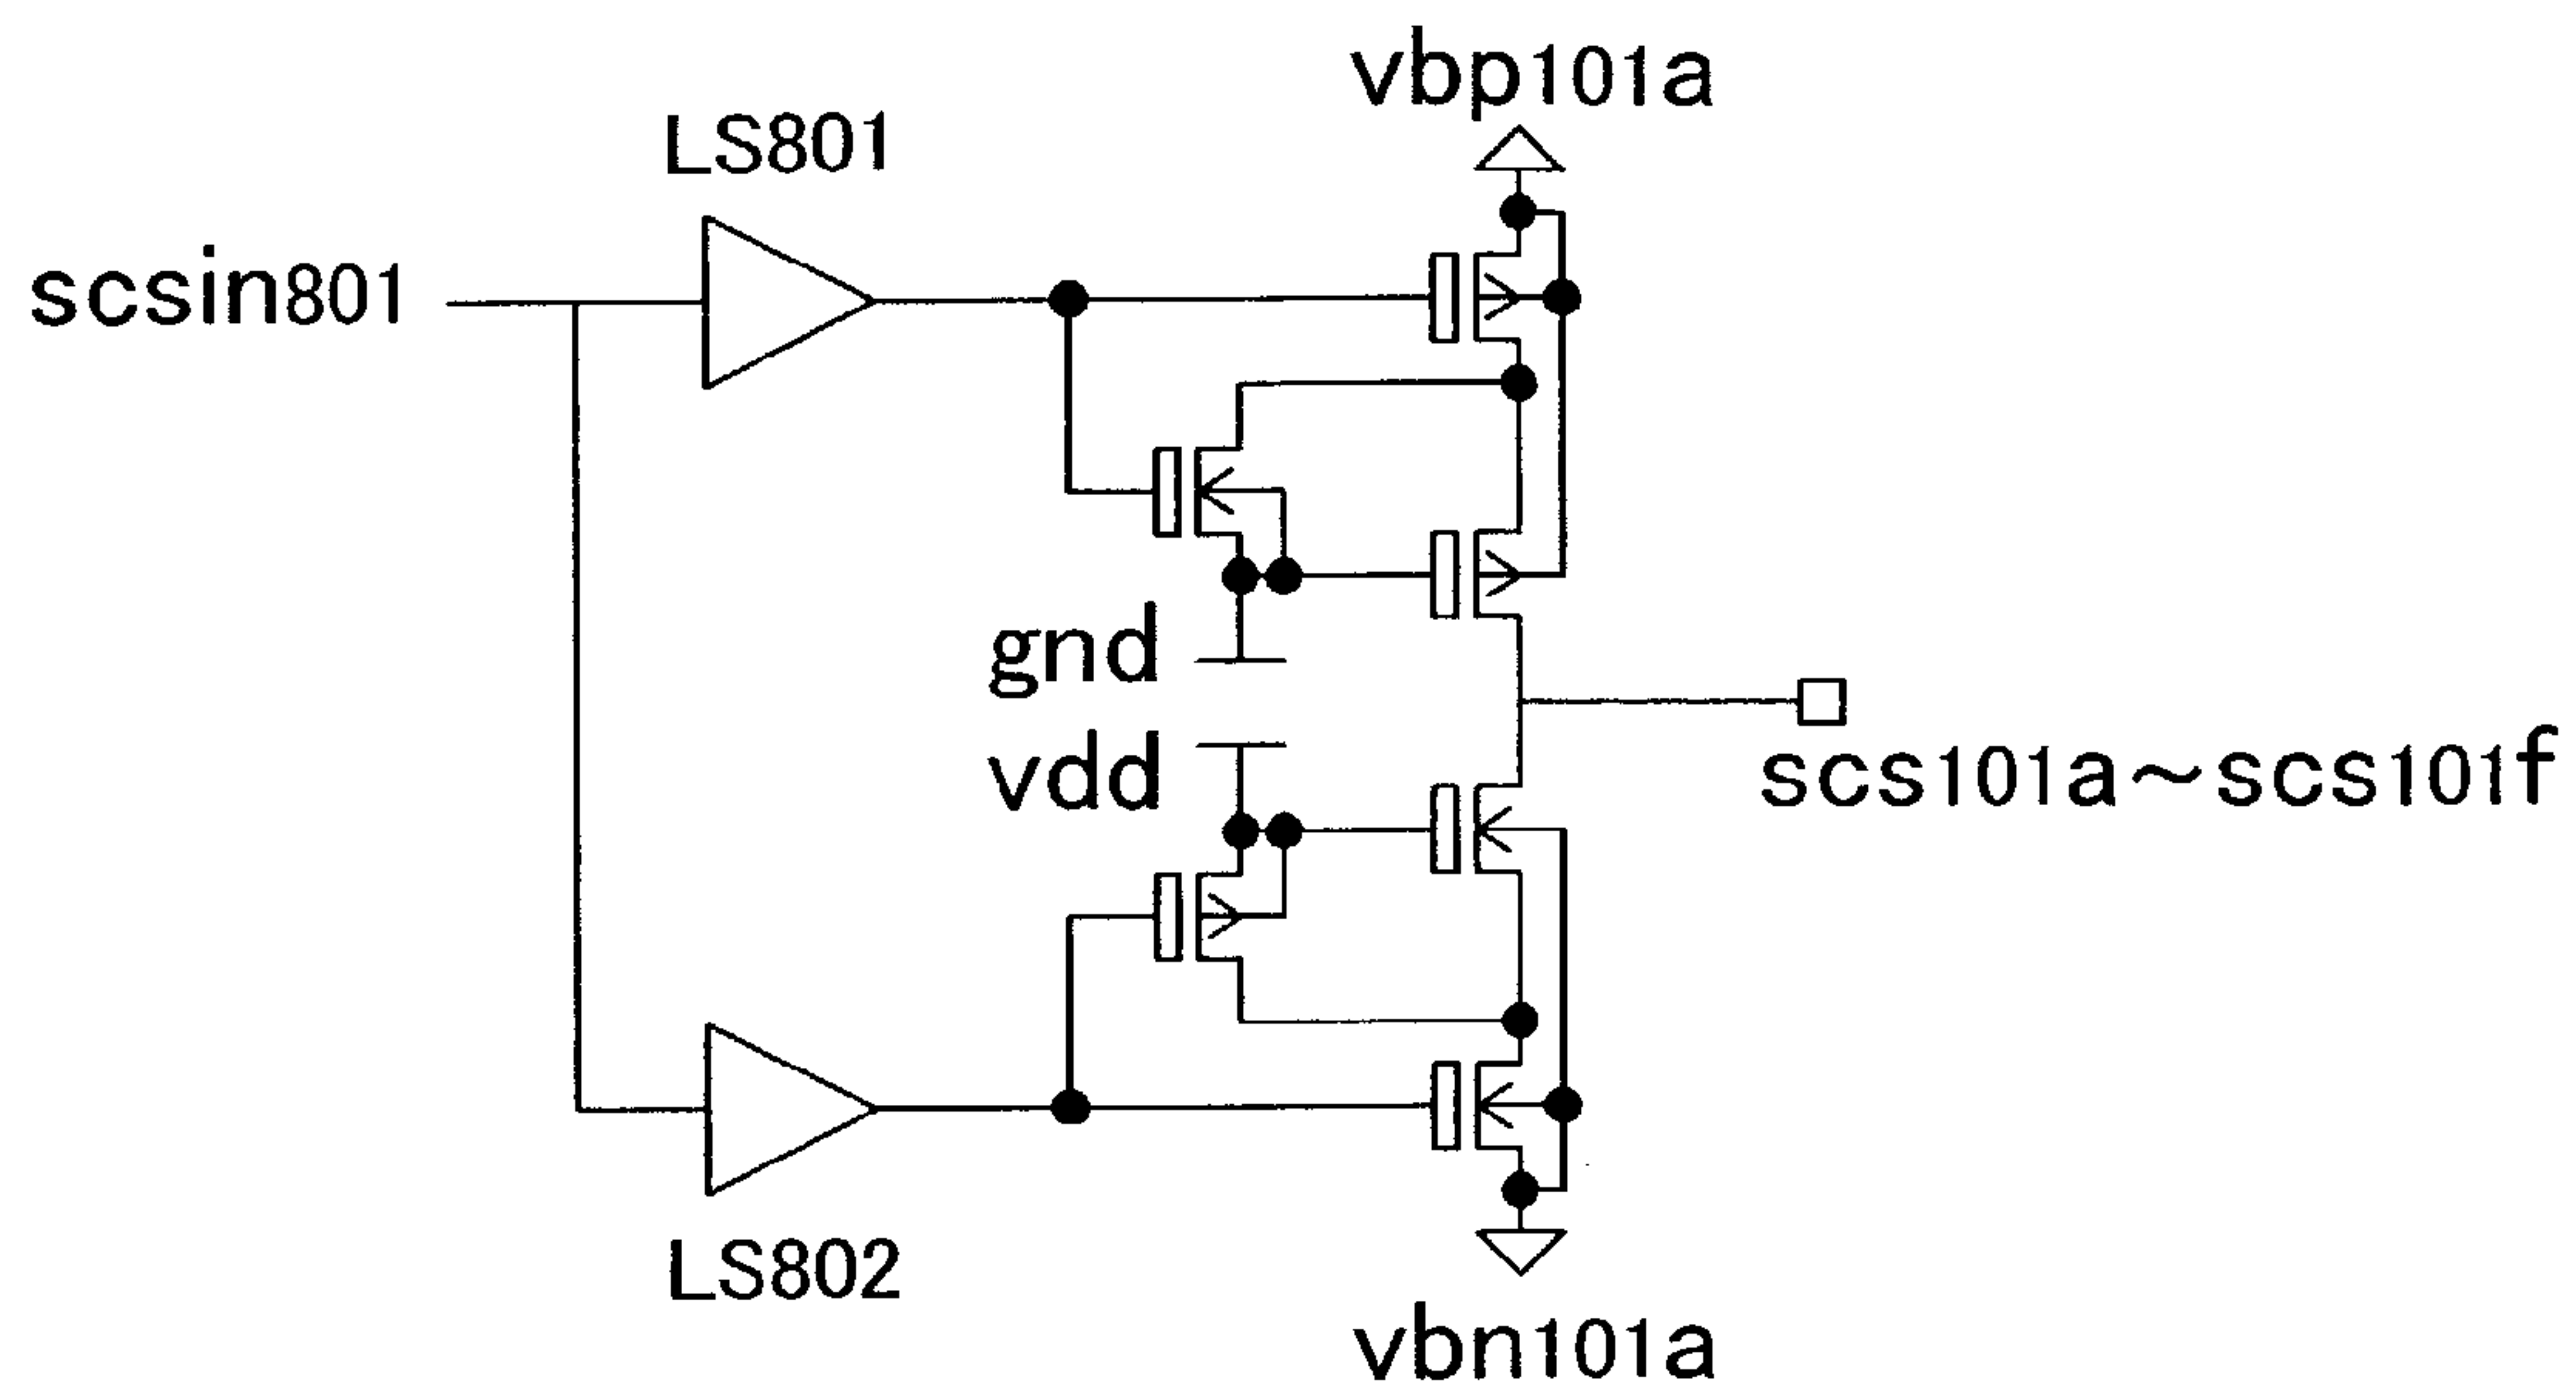 vbp101a
LS801
scsin801
gnd
vdd
scs101a~scs101f
LS802
vbn101a